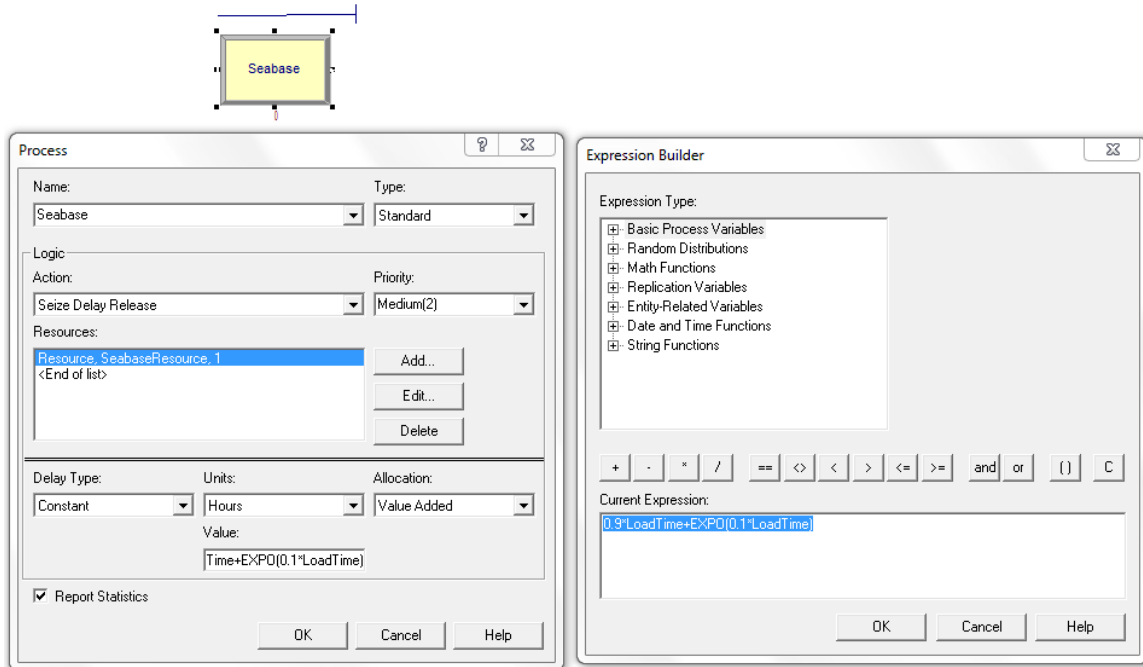 Seabase
0
Process
Name:
Type:
Seabase
Standard
Logic
Action:
Priority:
Seize Delay Release
Medium(2)
Resources:
Resource, SeabaseResource, 1
<End of list>
Add...
Edit...
Delete
Delay Type:
Units:
Allocation:
Constant
Hours
Value Added
Value:
Time+EXPO(0.1*LoadTime)
Report Statistics
OK
Cancel
Help
Expression Builder
Expression Type:
Basic Process Variables
Random Distributions
Math Functions
Replication Variables
Entity-Related Variables
Date and Time Functions
String Functions
+ - * / == <> < > <= >= and or ( ) C
Current Expression:
0.9*LoadTime+EXPO(0.1*LoadTime)
OK
Cancel
Help